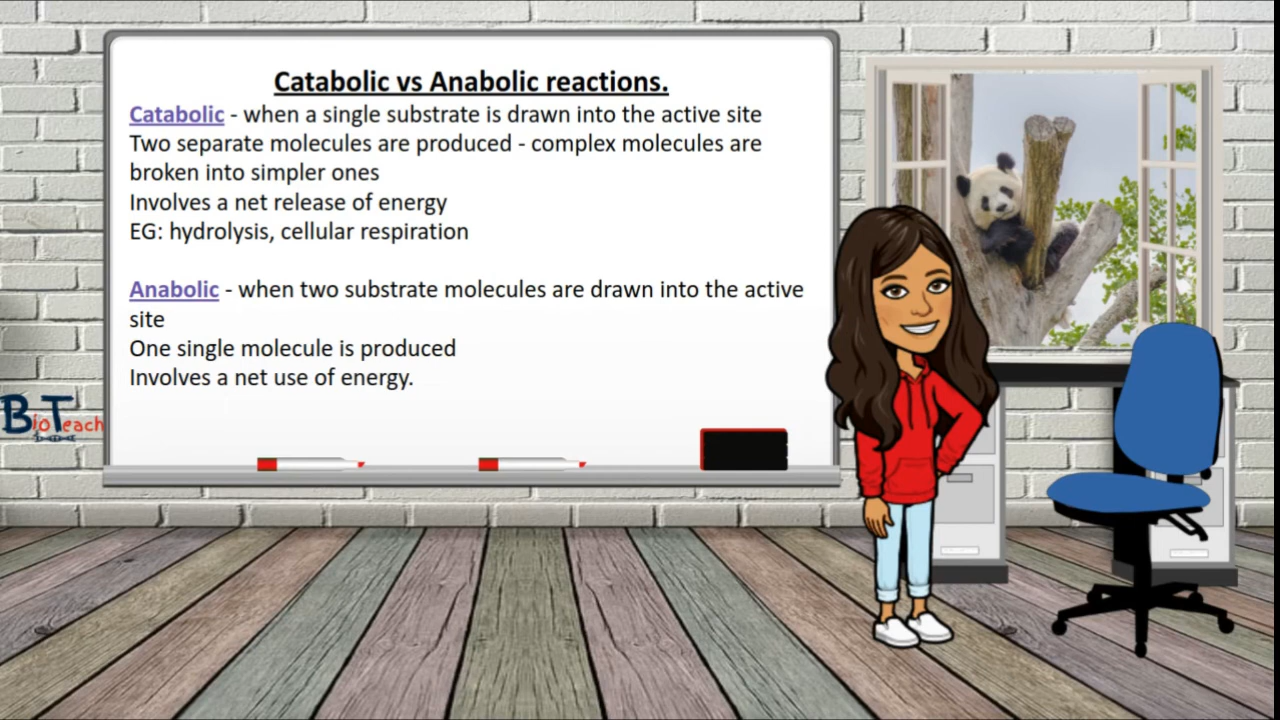 Catabolic vs Anabolic reactions.
Catabolic - when a single substrate is drawn into the active site
Two separate molecules are produced - complex molecules are
broken into simpler ones
Involves a net release of energy
EG: hydrolysis, cellular respiration
Anabolic - when two substrate molecules are drawn into the active
site
One single molecule is produced
Involves a net use of energy.
BioTeach